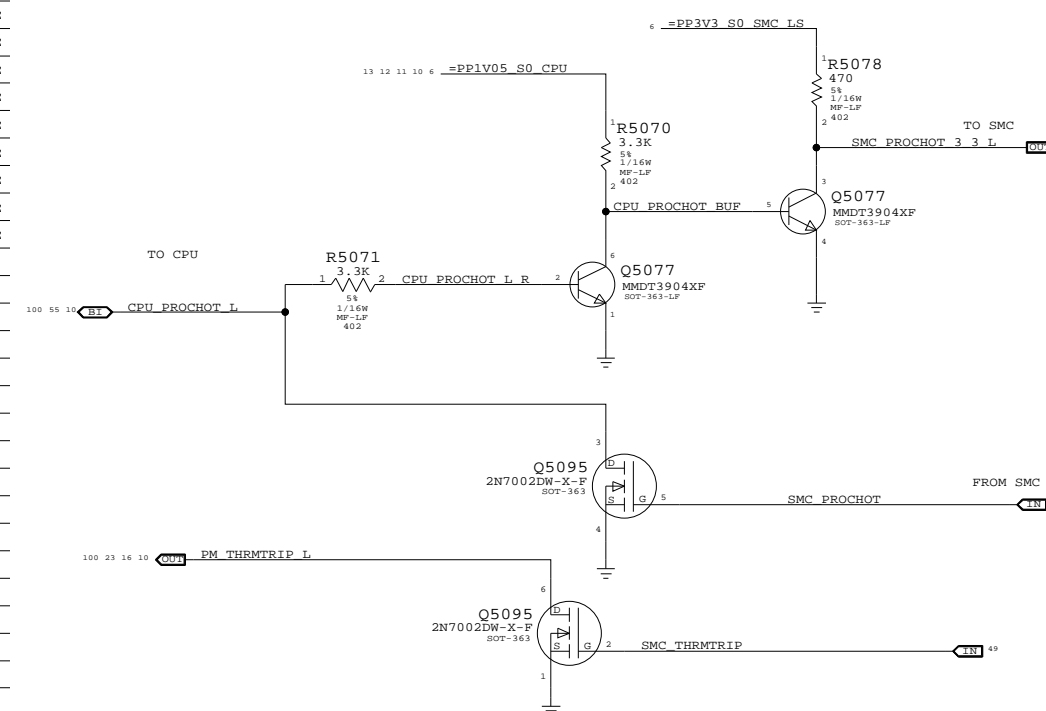 6 =PP3V3_S0_SMC_LS
1 R5078
470
5%
1/16W
MF-LF
402
2
13 12 11 10 6 =PP1V05_S0_CPU
1 R5070
3.3K
5%
1/16W
MF-LF
402
2
TO SMC
SMC_PROCHOT_3_3_L
CPU_PROCHOT_BUF 5
3
Q5077
MMDT3904XF
SOT-363-LF
4
TO CPU
R5071
1 3.3K 2
5%
1/16W
MF-LF
402
CPU_PROCHOT_L_R 2
6
Q5077
MMDT3904XF
SOT-363-LF
1
100 55 10 BI CPU_PROCHOT_L
3
Q5095
2N7002DW-X-F
SOT-363
D
S G 5
4
SMC_PROCHOT
FROM SMC
IN
100 23 16 10 OUT PM_THRMTRIP_L
6
Q5095
2N7002DW-X-F
SOT-363
D
S G 2
1
SMC_THRMTRIP
IN 49